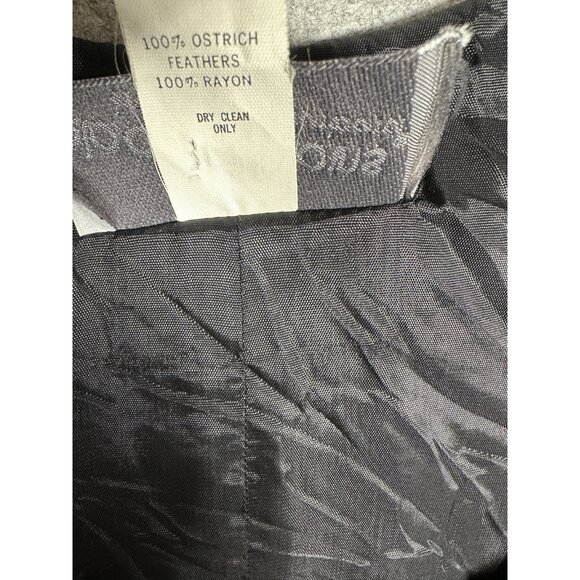 100% OSTRICH
FEATHERS
100% RAYON
DRY CLEAN
ONLY